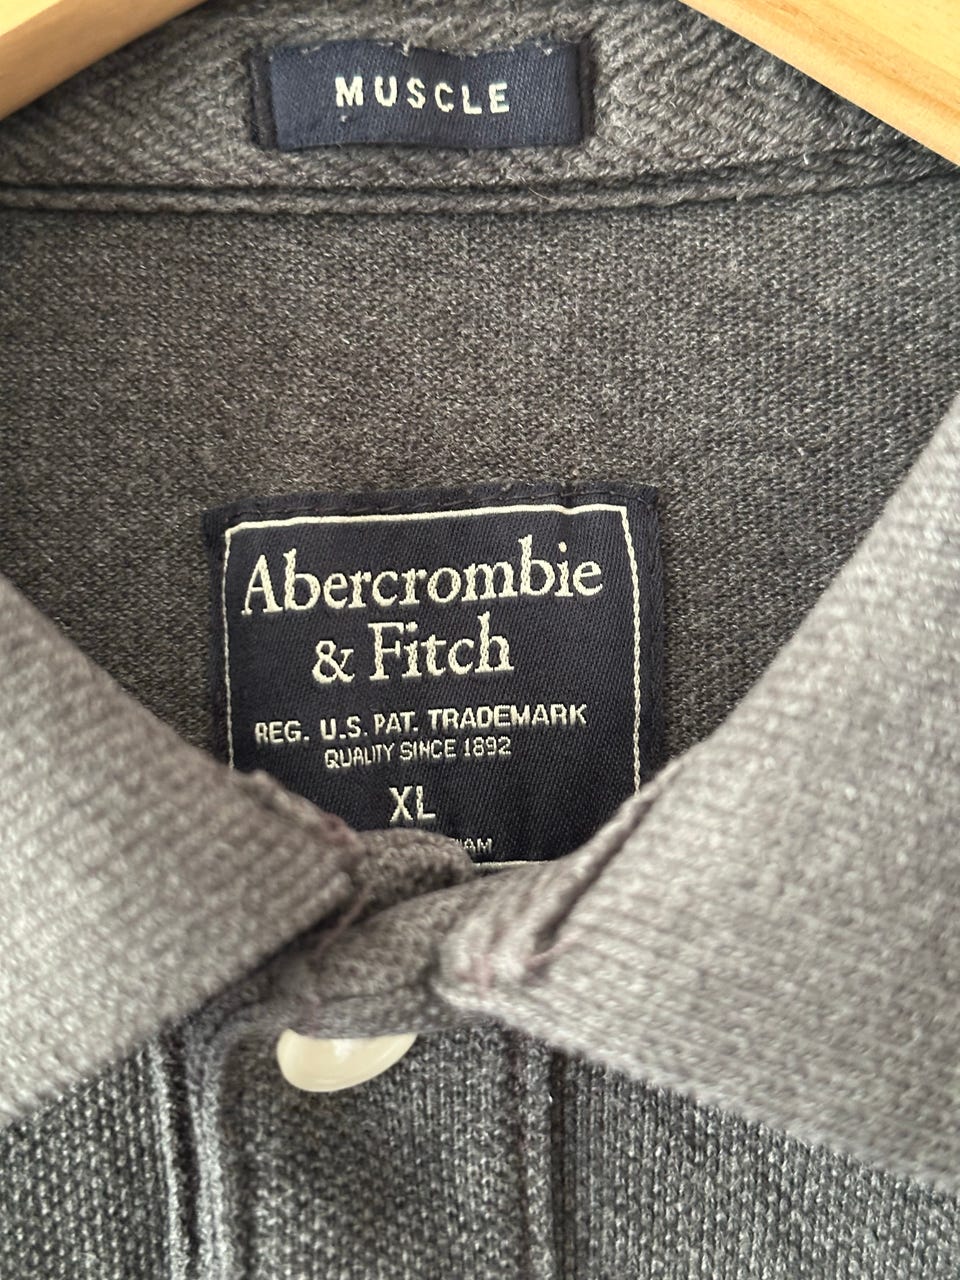 MUSCLE
Abercrombie
& Fitch
REG. U.S. PAT. TRADEMARK
QUALITY SINCE 1892
XL